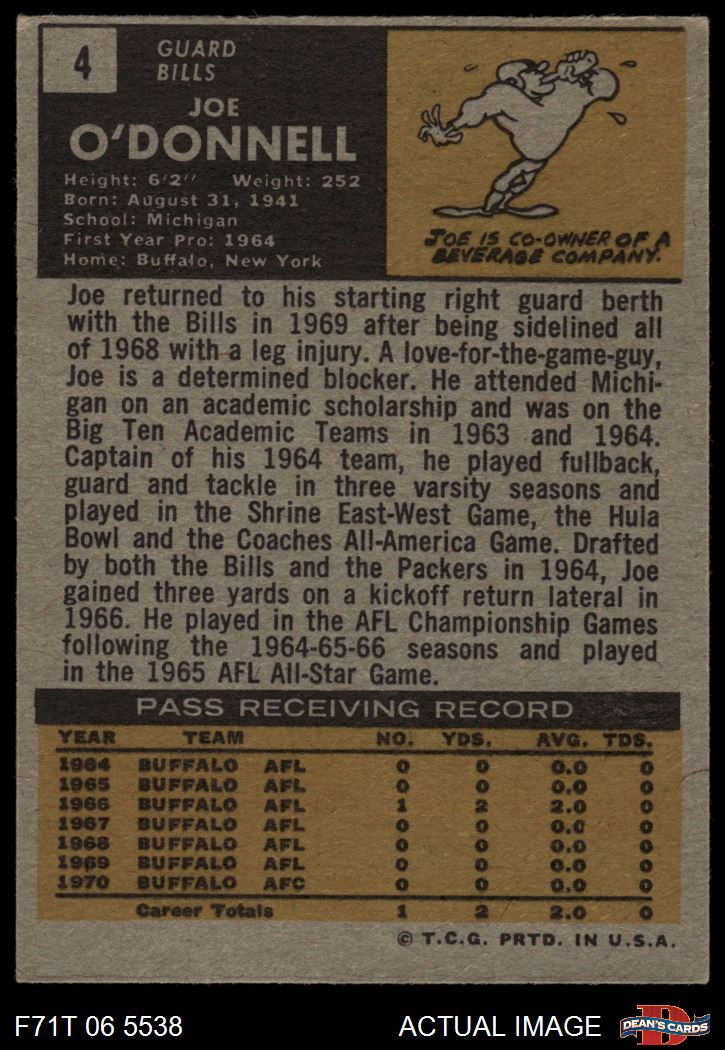 4
GUARD
BILLS
JOE
O'DONNELL
Height: 6'2" Weight: 252
Born: August 31, 1941
School: Michigan
First Year Pro: 1964
Home: Buffalo, New York
JOE IS CO-OWNER OF A
BEVERAGE COMPANY.
Joe returned to his starting right guard berth
with the Bills in 1969 after being sidelined all
of 1968 with a leg injury. A love-for-the-game-guy,
Joe is a determined blocker. He attended Michi-
gan on an academic scholarship and was on the
Big Ten Academic Teams in 1963 and 1964.
Captain of his 1964 team, he played fullback,
guard and tackle in three varsity seasons and
played in the Shrine East-West Game, the Hula
Bowl and the Coaches All-America Game. Drafted
by both the Bills and the Packers in 1964, Joe
gained three yards on a kickoff return lateral in
1966. He played in the AFL Championship Games
following the 1964-65-66 seasons and played
in the 1965 AFL All-Star Game.
PASS RECEIVING RECORD
YEAR TEAM NO. YDS. AVG. TDS.
1964 BUFFALO AFL 0 0 0.0 0
1965 BUFFALO AFL 0 0 0.0 0
1966 BUFFALO AFL 1 2 2.0 0
1967 BUFFALO AFL 0 0 0.0 0
1968 BUFFALO AFL 0 0 0.0 0
1969 BUFFALO AFL 0 0 0.0 0
1970 BUFFALO AFC 0 0 0.0 0
Career Totals 1 2 2.0 0
© T.C.G. PRTD. IN U.S.A.
F71T 06 5538 ACTUAL IMAGE D DEAN'S CARDS